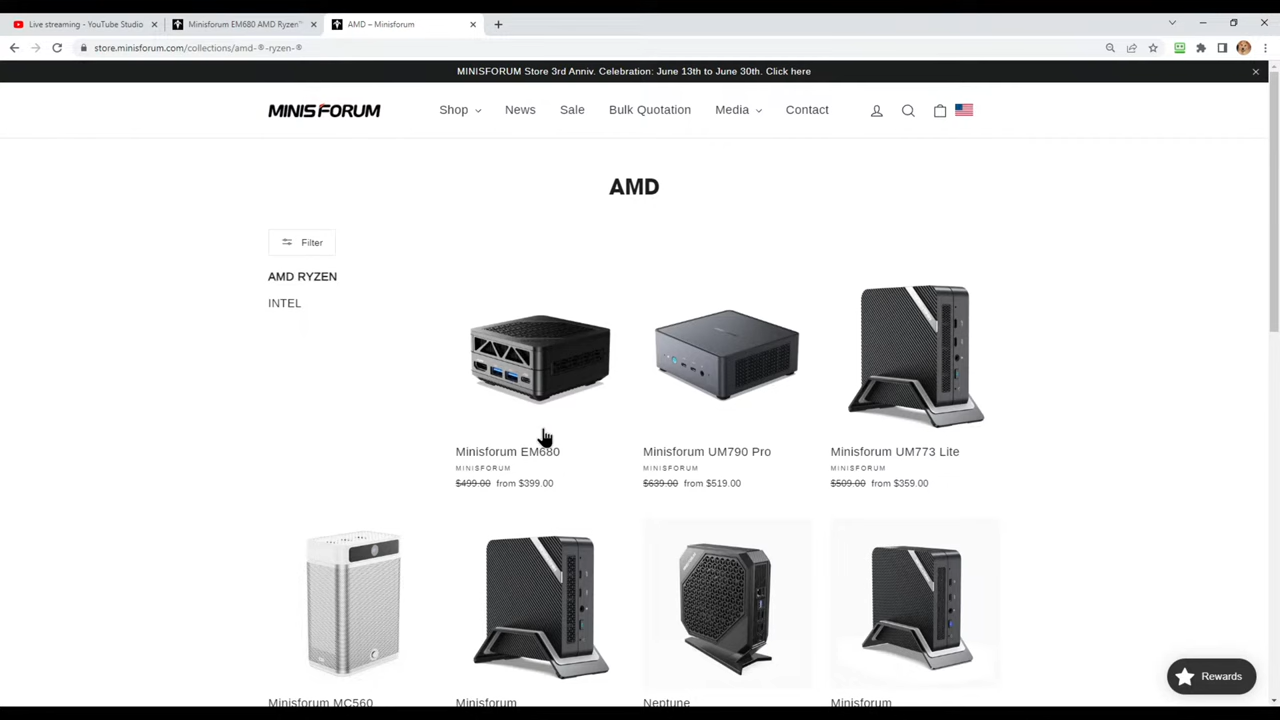 Live streaming - YouTube Studio
Minisforum EM680 AMD Ryzen™
AMD – Minisforum
store.minisforum.com/collections/amd-®-ryzen-®
MINISFORUM Store 3rd Anniv. Celebration: June 13th to June 30th. Click here
MINISFORUM
Shop News Sale Bulk Quotation Media Contact
AMD
Filter
AMD RYZEN
INTEL
Minisforum EM680
MINISFORUM
$499.00 from $399.00
Minisforum UM790 Pro
MINISFORUM
$639.00 from $519.00
Minisforum UM773 Lite
MINISFORUM
$509.00 from $359.00
Minisforum MC560
Minisforum
Neptune
Minisforum
Rewards